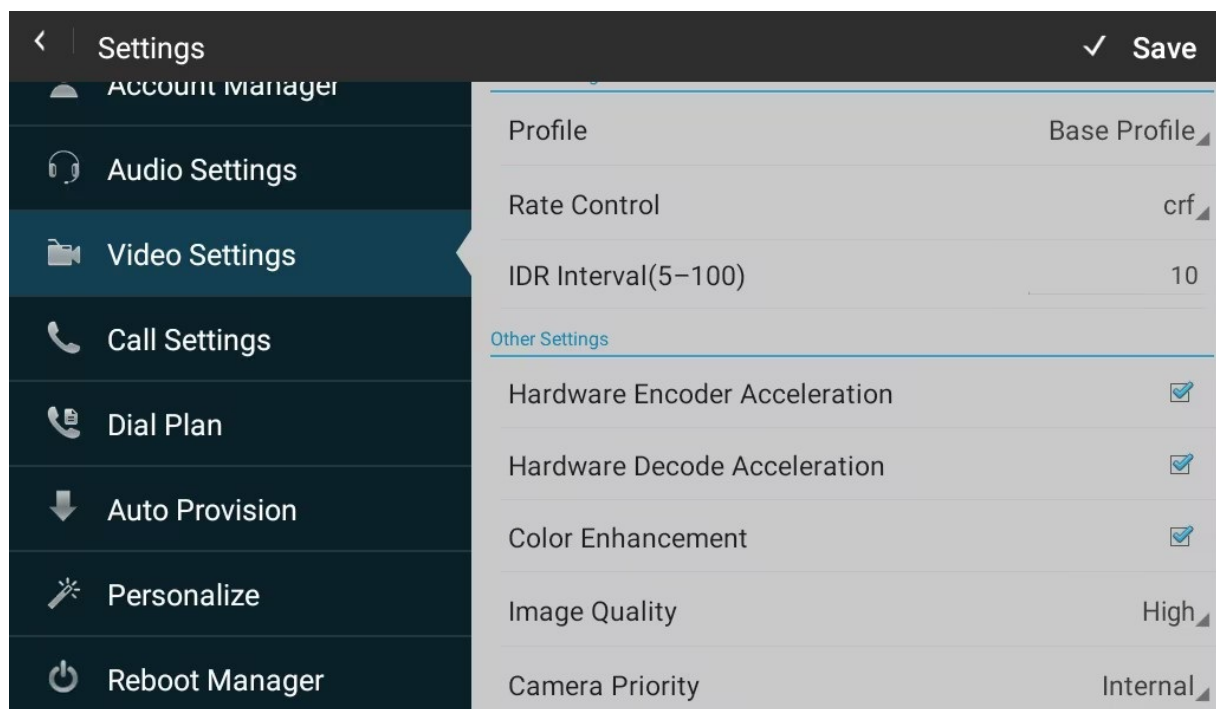 Settings
Save
Account Manager
Audio Settings
Video Settings
Call Settings
Dial Plan
Auto Provision
Personalize
Reboot Manager
Profile
Base Profile
Rate Control
crf
IDR Interval(5–100)
10
Other Settings
Hardware Encoder Acceleration
Hardware Decode Acceleration
Color Enhancement
Image Quality
High
Camera Priority
Internal